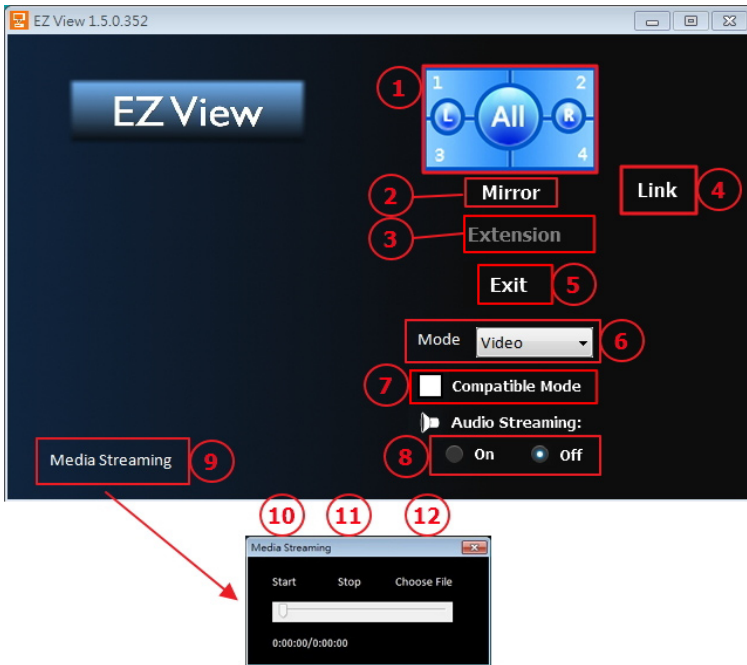 EZ View 1.5.0.352
EZ View
1
1 2
L All R
3 4
2 Mirror
Link 4
3 Extension
Exit 5
Mode Video 6
7 Compatible Mode
Audio Streaming:
8 On Off
Media Streaming 9
10 11 12
Media Streaming
Start Stop Choose File
0:00:00/0:00:00